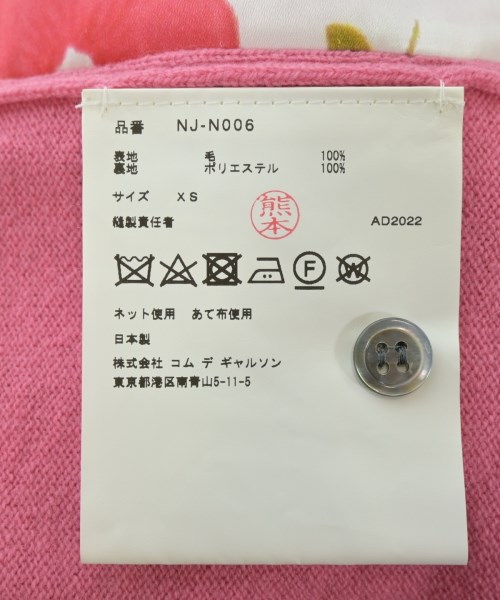 品番 NJ-N006
表地 毛 100%
裏地 ポリエステル 100%
サイズ XS
縫製責任者 熊本 AD2022
F W
ネット使用 あて布使用
日本製
株式会社 コム デ ギャルソン
東京都港区南青山5-11-5